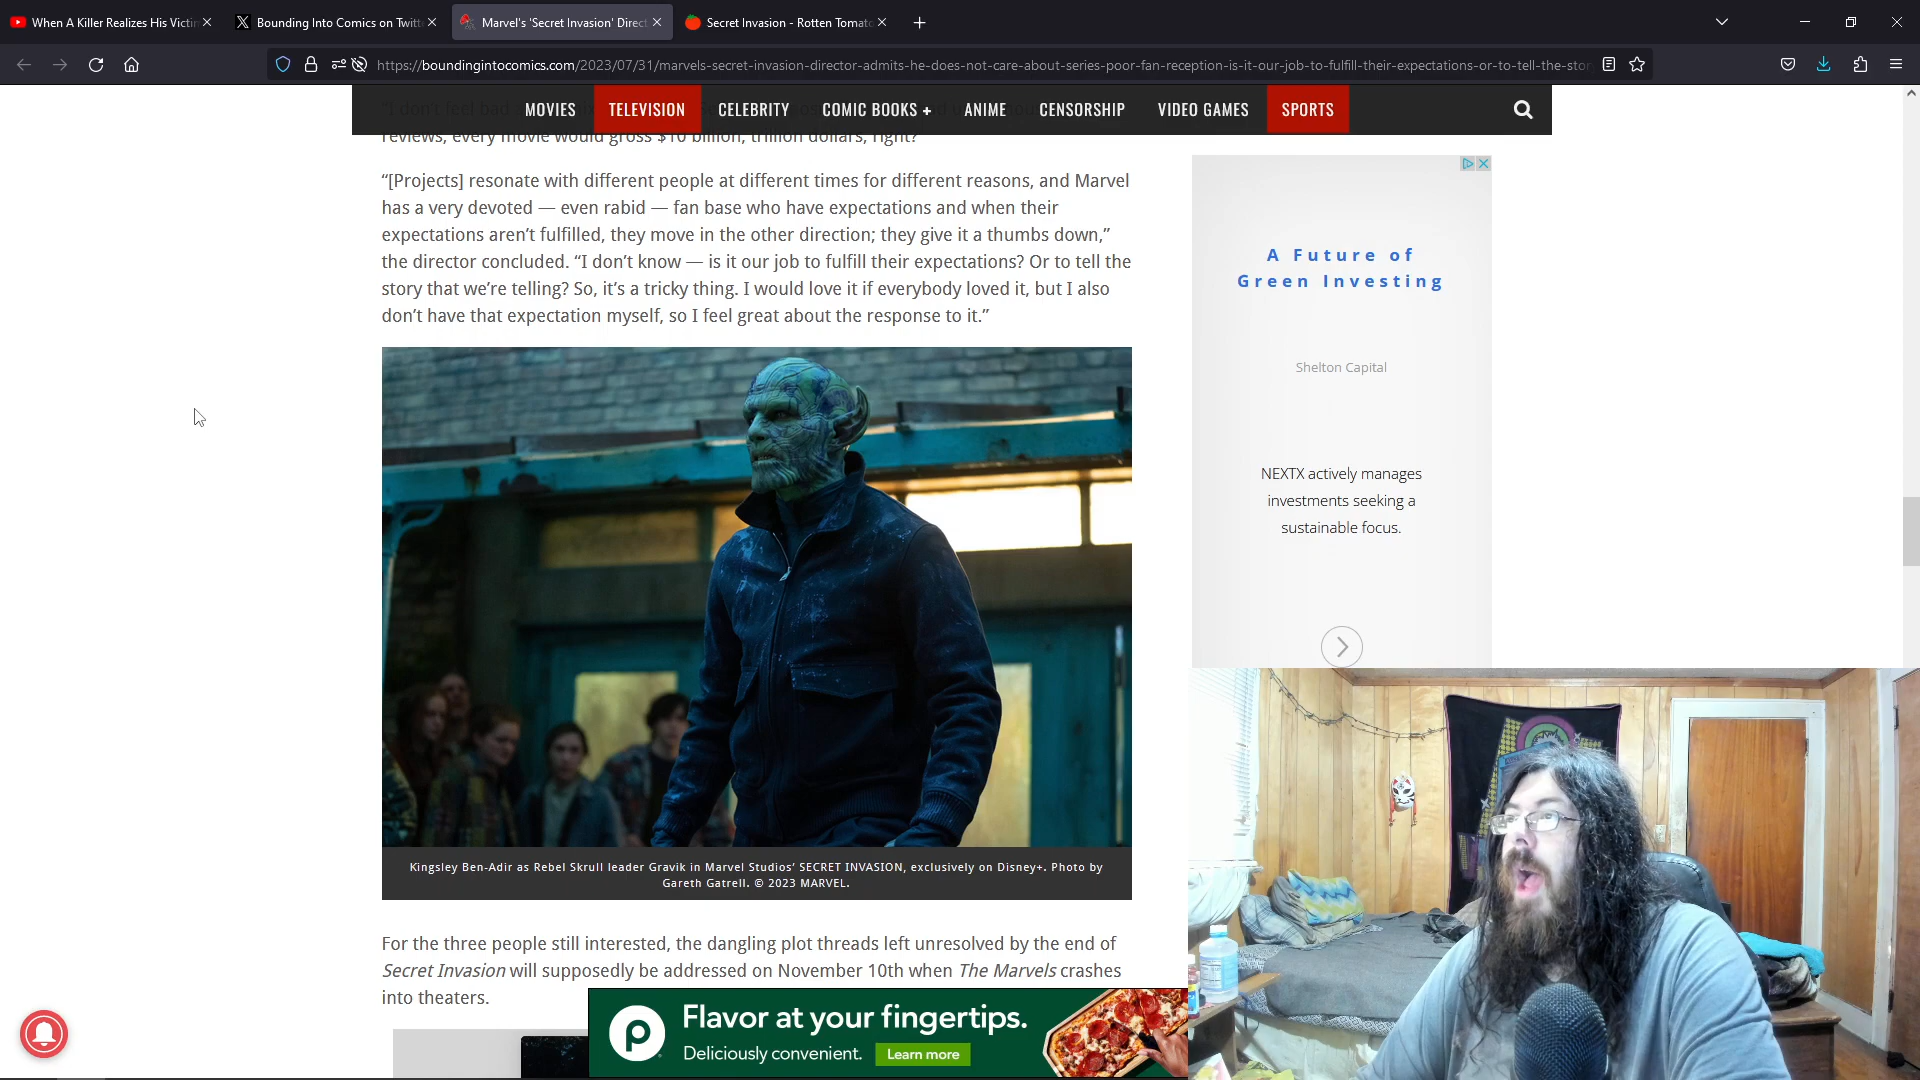 When A Killer Realizes His Victi
Bounding Into Comics on Twitt
Marvel's 'Secret Invasion' Direct
Secret Invasion - Rotten Tomato
https://boundingintocomics.com/2023/07/31/marvels-secret-invasion-director-admits-he-does-not-care-about-series-poor-fan-reception-is-it-our-job-to-fulfill-their-expectations-or-to-tell-the-stor
MOVIES TELEVISION CELEBRITY COMIC BOOKS + ANIME CENSORSHIP VIDEO GAMES SPORTS
reviews, every movie would gross $10 billion, trillion dollars, right?
“[Projects] resonate with different people at different times for different reasons, and Marvel
has a very devoted — even rabid — fan base who have expectations and when their
expectations aren’t fulfilled, they move in the other direction; they give it a thumbs down,”
the director concluded. “I don’t know — is it our job to fulfill their expectations? Or to tell the
story that we’re telling? So, it’s a tricky thing. I would love it if everybody loved it, but I also
don’t have that expectation myself, so I feel great about the response to it.”
Kingsley Ben-Adir as Rebel Skrull leader Gravik in Marvel Studios’ SECRET INVASION, exclusively on Disney+. Photo by
Gareth Gatrell. © 2023 MARVEL.
For the three people still interested, the dangling plot threads left unresolved by the end of
Secret Invasion will supposedly be addressed on November 10th when The Marvels crashes
into theaters.
A Future of
Green Investing
Shelton Capital
NEXTX actively manages
investments seeking a
sustainable focus.
P
Flavor at your fingertips.
Deliciously convenient. Learn more